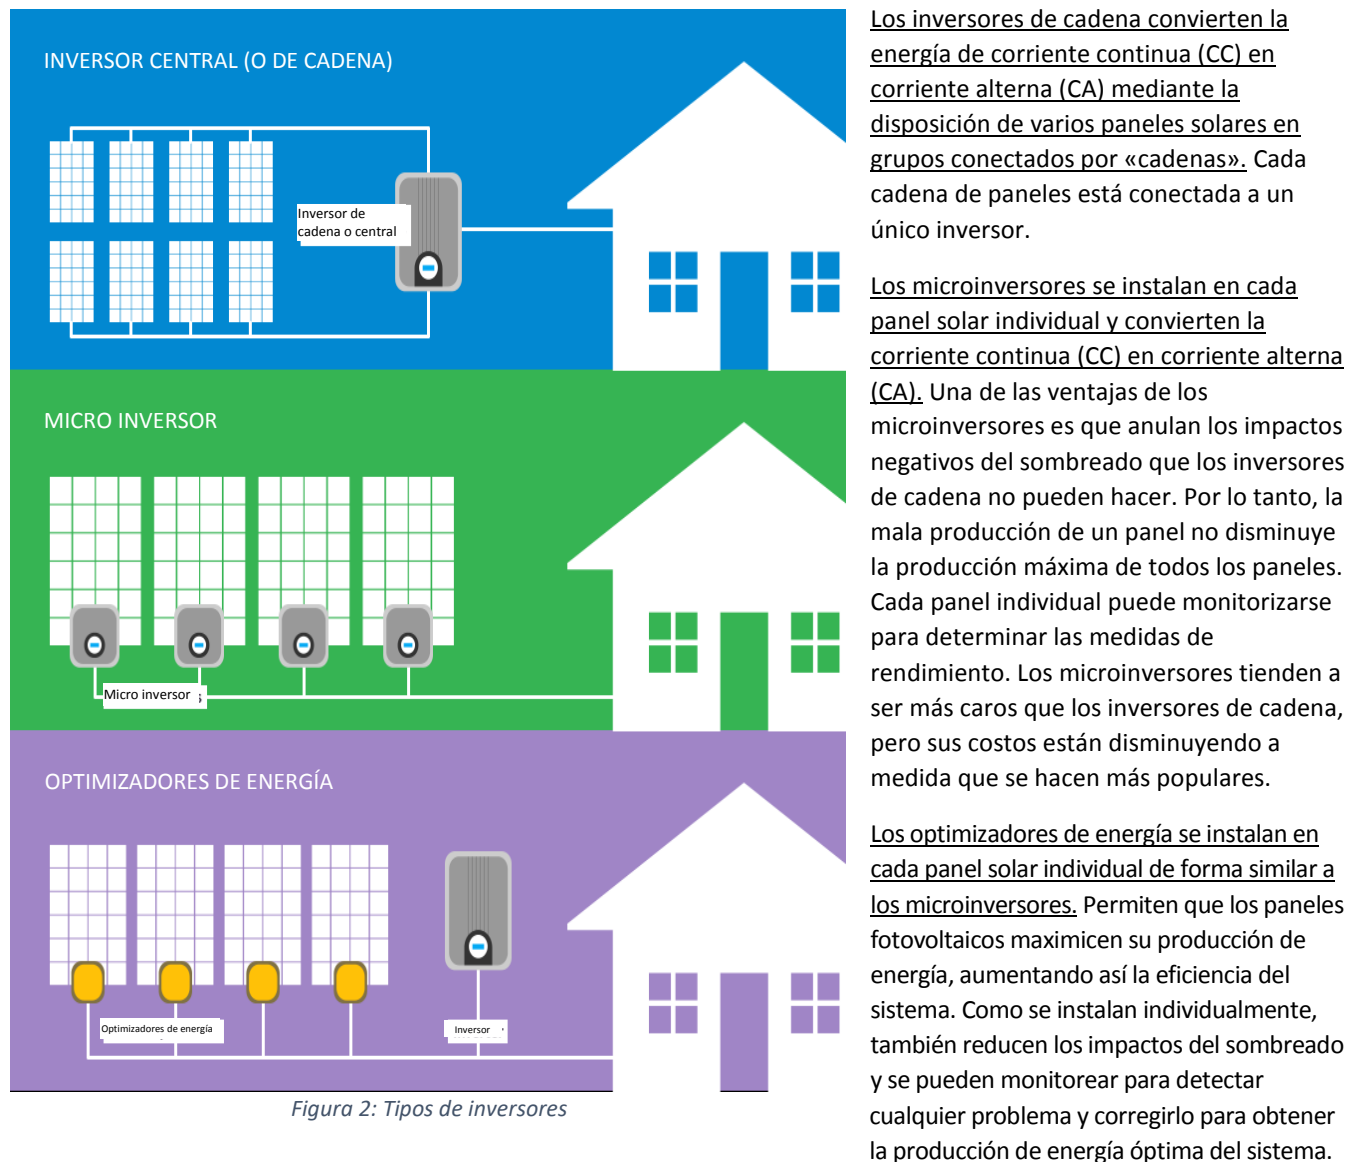 INVERSOR CENTRAL (O DE CADENA)
Inversor de
cadena o central
MICRO INVERSOR
Micro inversor
OPTIMIZADORES DE ENERGÍA
Optimizadores de energía
Inversor
Figura 2: Tipos de inversores
Los inversores de cadena convierten la
energía de corriente continua (CC) en
corriente alterna (CA) mediante la
disposición de varios paneles solares en
grupos conectados por «cadenas». Cada
cadena de paneles está conectada a un
único inversor.
Los microinversores se instalan en cada
panel solar individual y convierten la
corriente continua (CC) en corriente alterna
(CA). Una de las ventajas de los
microinversores es que anulan los impactos
negativos del sombreado que los inversores
de cadena no pueden hacer. Por lo tanto, la
mala producción de un panel no disminuye
la producción máxima de todos los paneles.
Cada panel individual puede monitorizarse
para determinar las medidas de
rendimiento. Los microinversores tienden a
ser más caros que los inversores de cadena,
pero sus costos están disminuyendo a
medida que se hacen más populares.
Los optimizadores de energía se instalan en
cada panel solar individual de forma similar a
los microinversores. Permiten que los paneles
fotovoltaicos maximicen su producción de
energía, aumentando así la eficiencia del
sistema. Como se instalan individualmente,
también reducen los impactos del sombreado
y se pueden monitorear para detectar
cualquier problema y corregirlo para obtener
la producción de energía óptima del sistema.